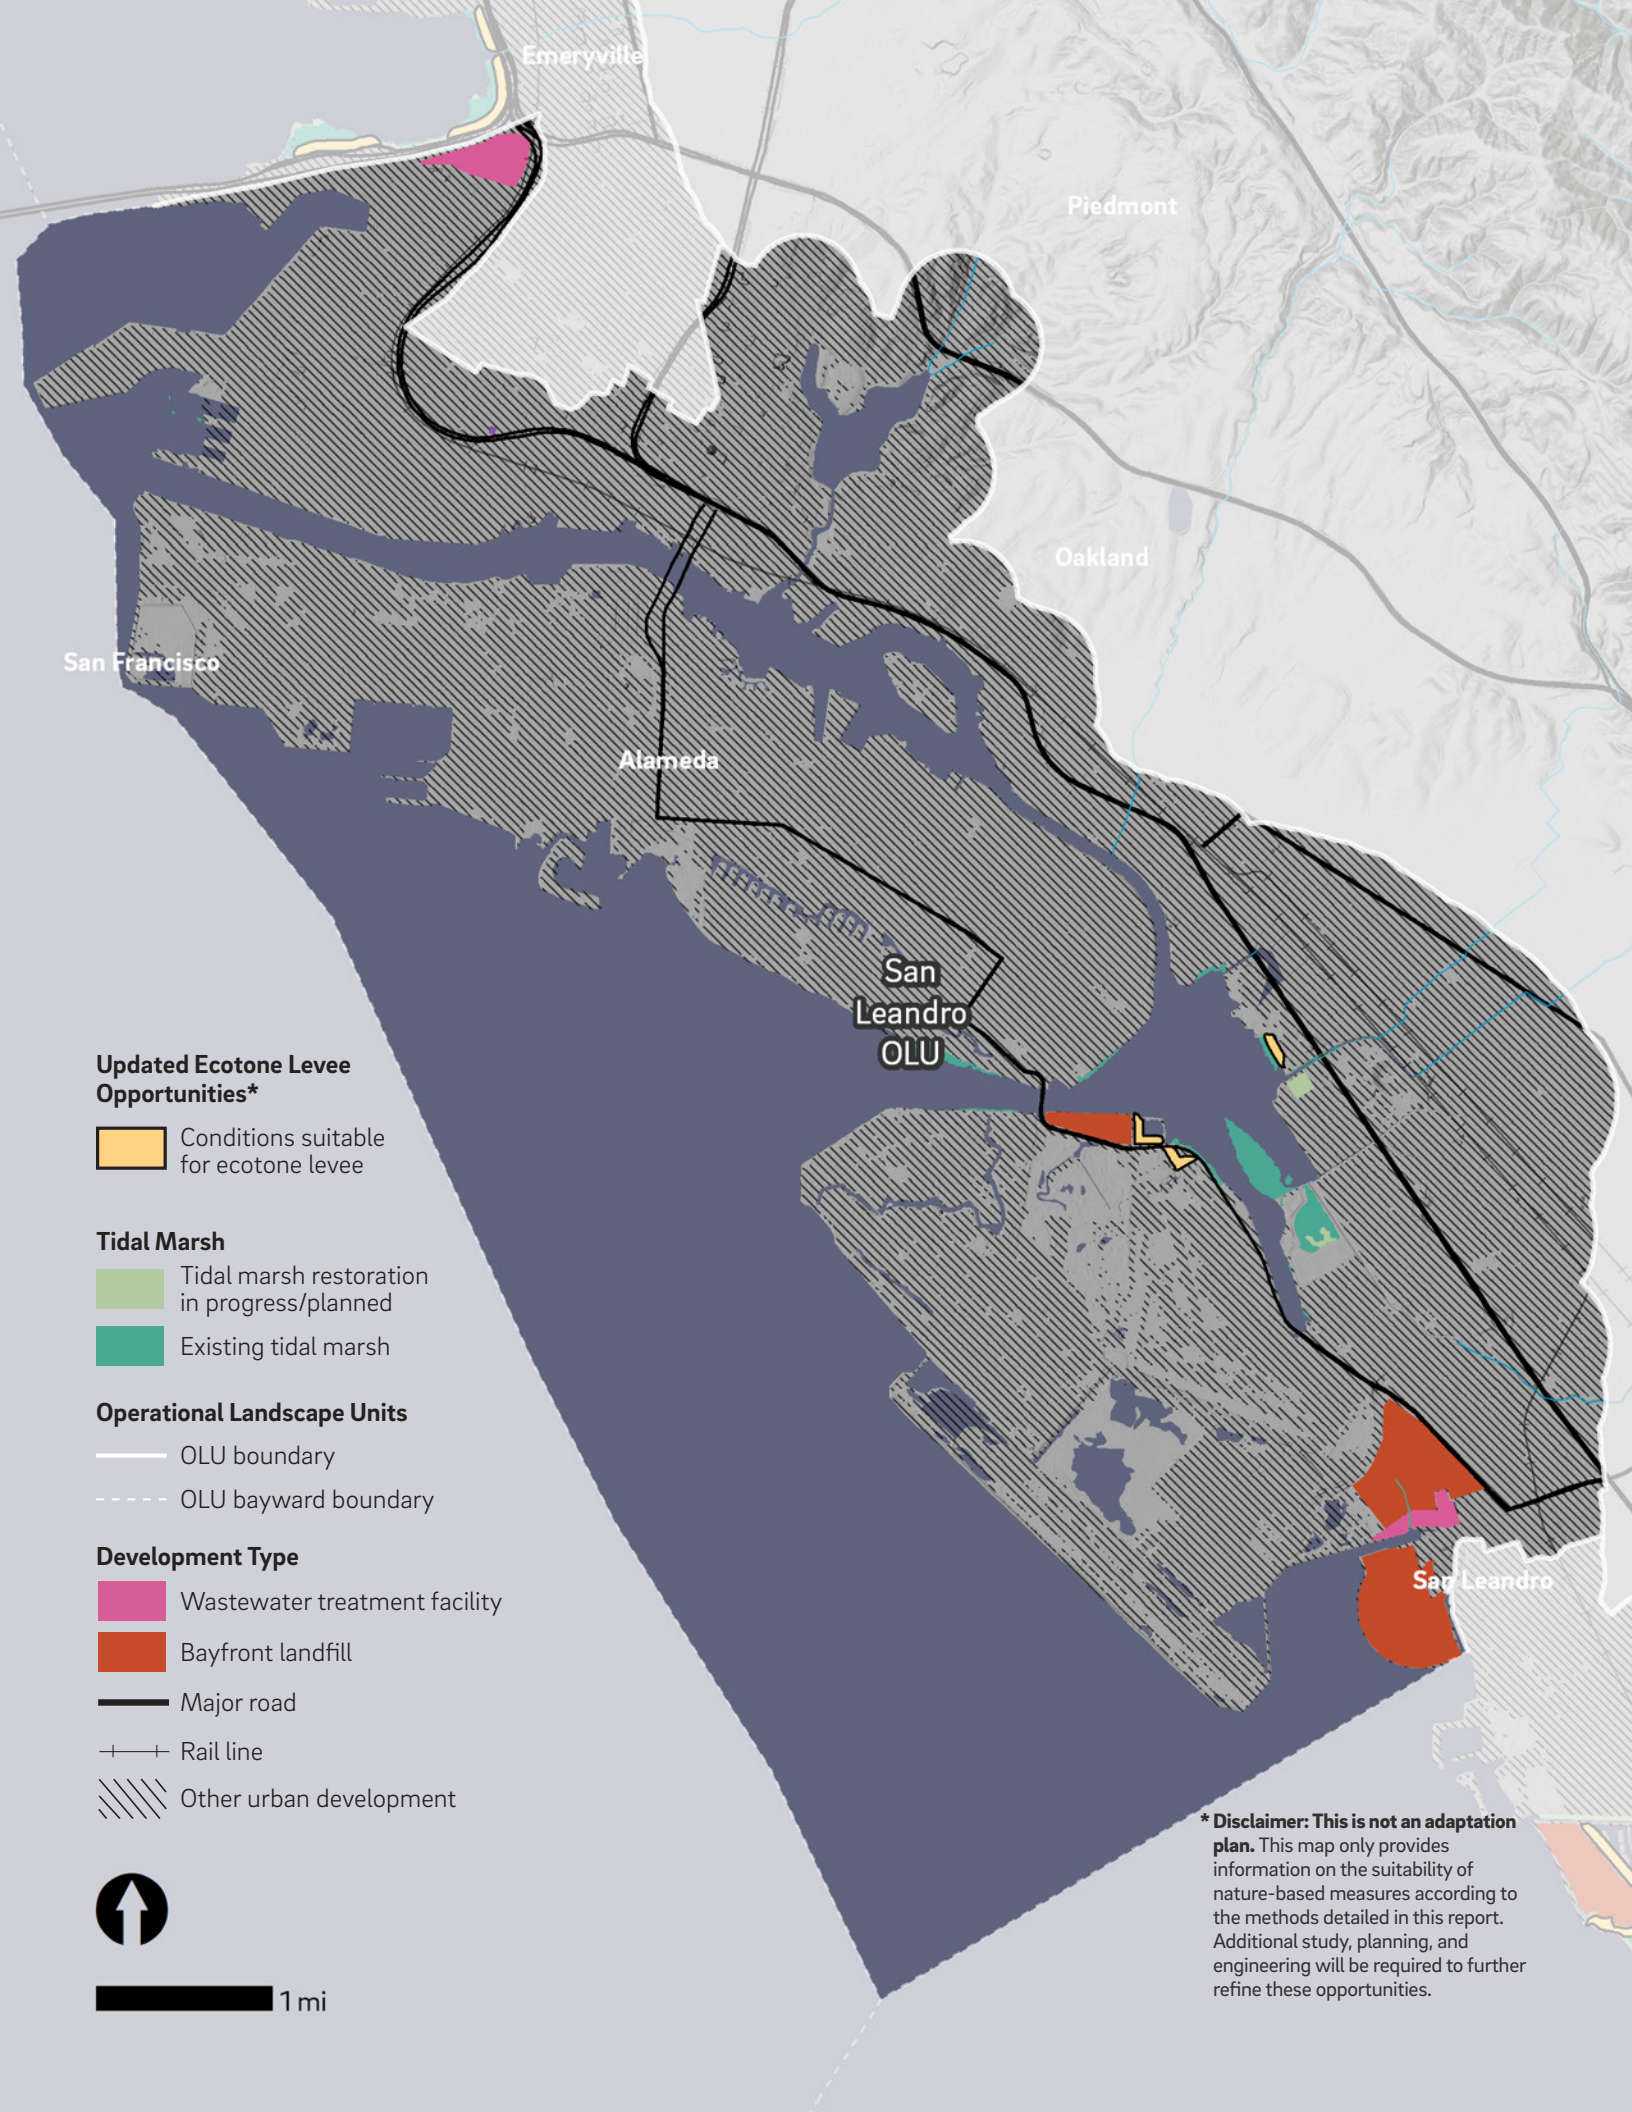 Emeryville
Piedmont
Oakland
San Francisco
Alameda
San
Leandro
OLU
San Leandro
Updated Ecotone Levee
Opportunities*
Conditions suitable
for ecotone levee
Tidal Marsh
Tidal marsh restoration
in progress/planned
Existing tidal marsh
Operational Landscape Units
OLU boundary
OLU bayward boundary
Development Type
Wastewater treatment facility
Bayfront landfill
Major road
Rail line
Other urban development
1 mi
* Disclaimer: This is not an adaptation
plan. This map only provides
information on the suitability of
nature-based measures according to
the methods detailed in this report.
Additional study, planning, and
engineering will be required to further
refine these opportunities.